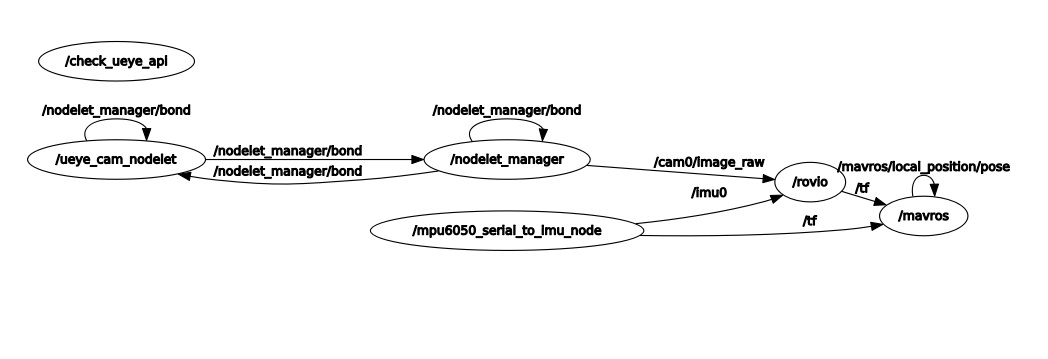 /check_ueye_api
/nodelet_manager/bond
/nodelet_manager/bond
/ueye_cam_nodelet
/nodelet_manager/bond
/nodelet_manager/bond
/nodelet_manager
/cam0/image_raw
/imu0
/rovio
/mavros/local_position/pose
/tf
/mavros
/mpu6050_serial_to_imu_node
/tf